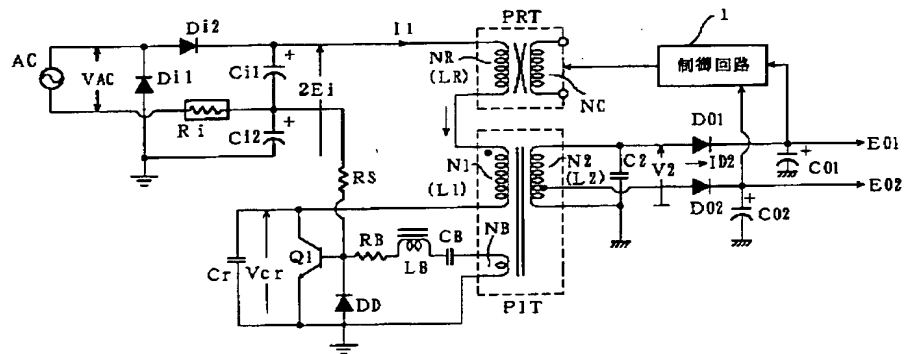 PRT
1
Di2
I1
AC
VAC
Di1
Ci1
+
2Ei
NR
(LR)
NC
制御回路
Ri
Ci2
+
D01
E01
N1
(L1)
N2
(L2)
C2
V2
ID2
+
C01
E02
RS
D02
+
C02
Cr
Vcr
Q1
RB
LB
CB
NB
DD
PIT